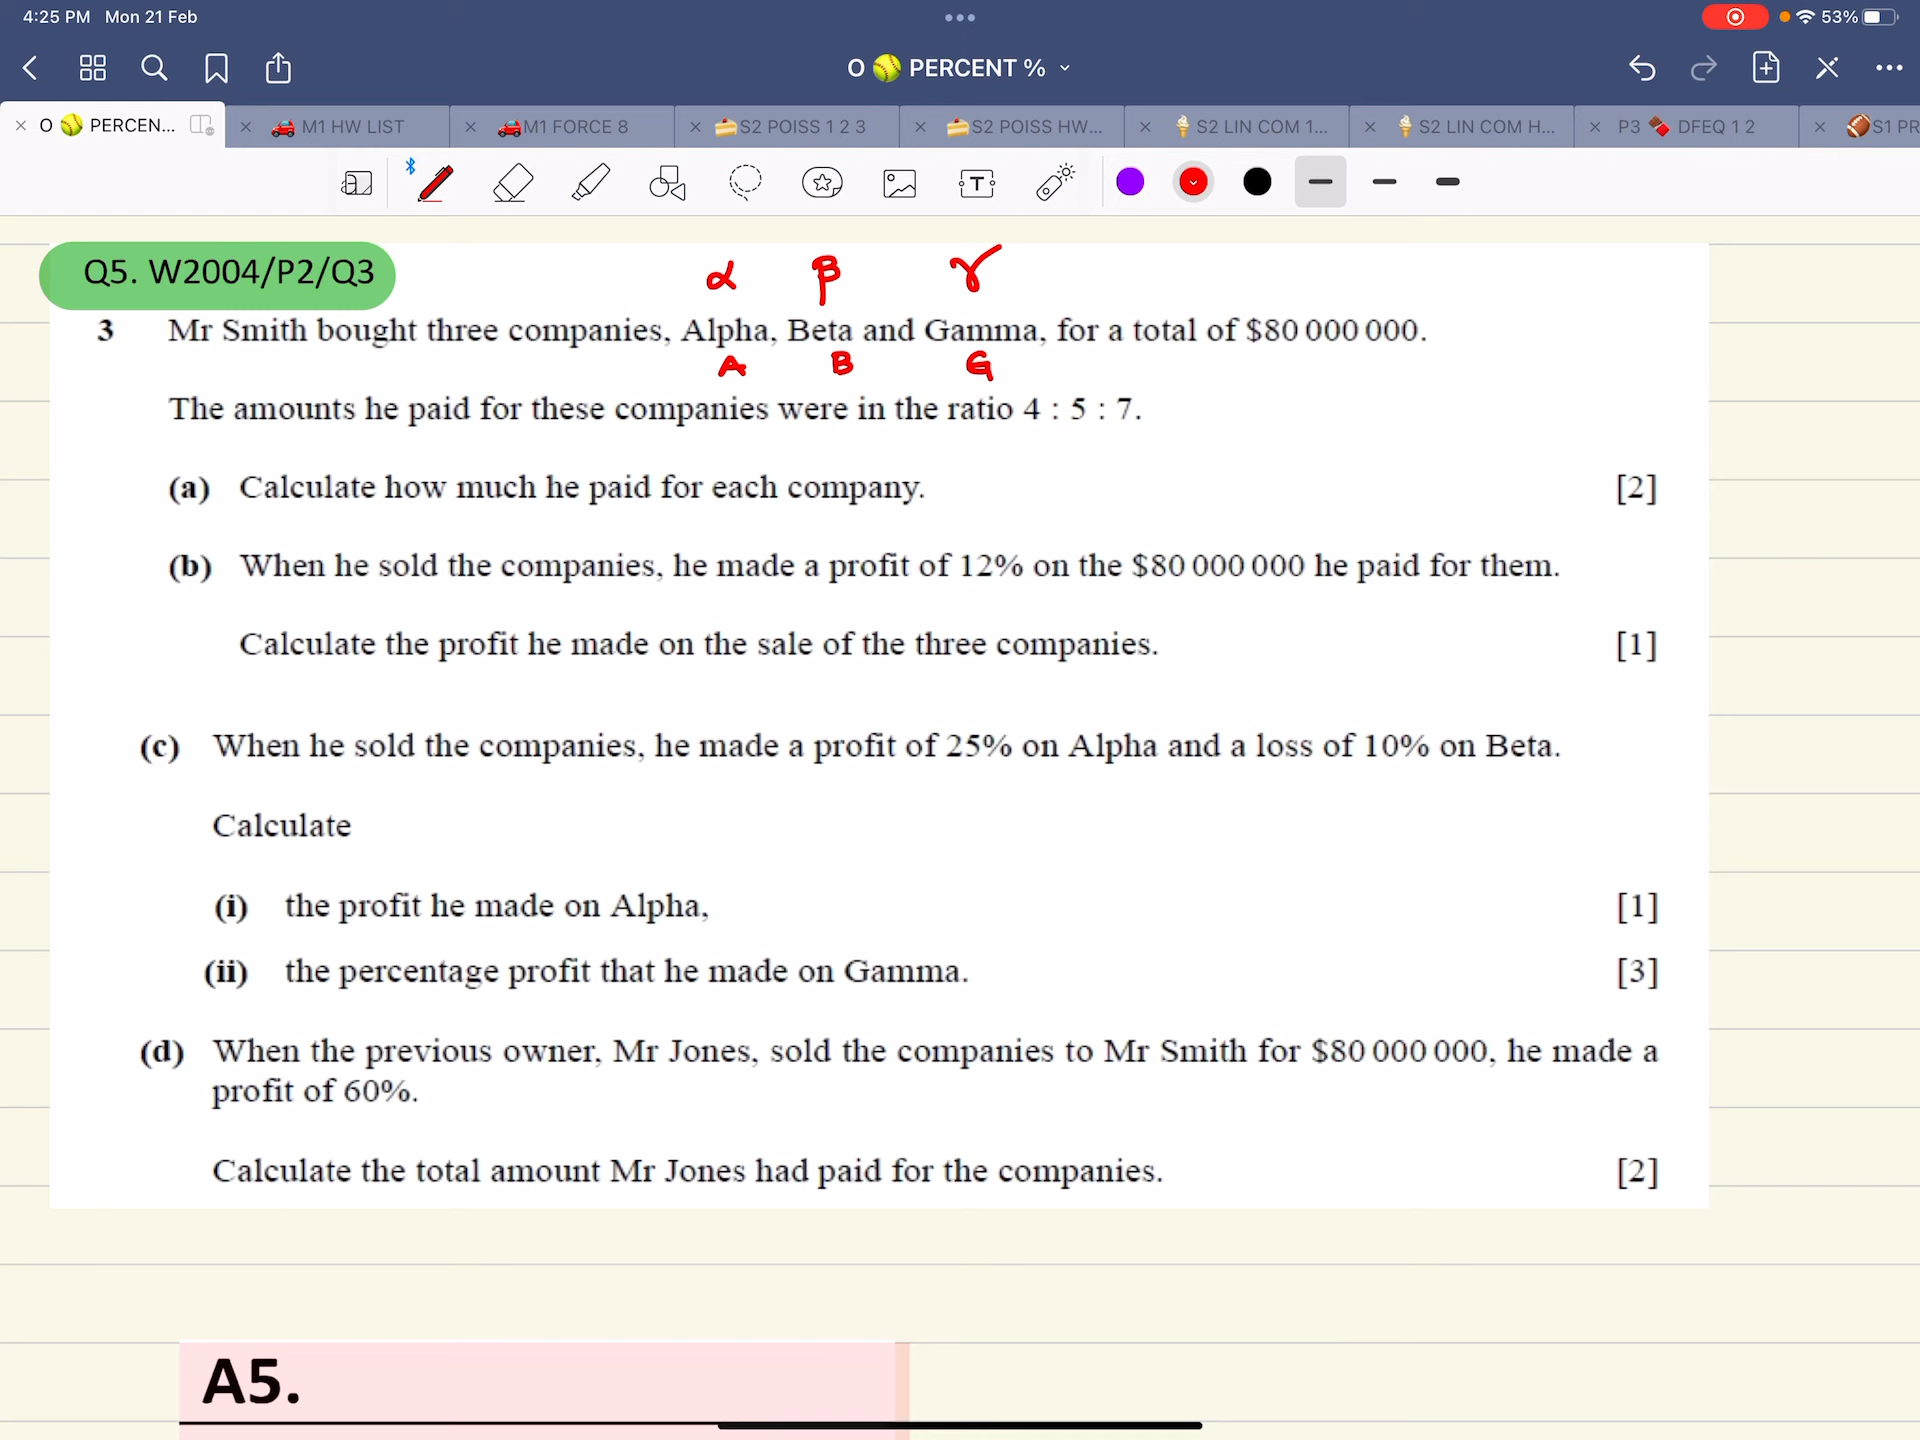 4:25 PM Mon 21 Feb
53%
O PERCENT %
O PERCEN...
M1 HW LIST
M1 FORCE 8
S2 POISS 1 2 3
S2 POISS HW...
S2 LIN COM 1...
S2 LIN COM H...
P3 DFEQ 1 2
S1 PR
Q5. W2004/P2/Q3
α β γ
3 Mr Smith bought three companies, Alpha, Beta and Gamma, for a total of $80 000 000.
A B G
The amounts he paid for these companies were in the ratio 4 : 5 : 7.
(a) Calculate how much he paid for each company. [2]
(b) When he sold the companies, he made a profit of 12% on the $80 000 000 he paid for them.
Calculate the profit he made on the sale of the three companies. [1]
(c) When he sold the companies, he made a profit of 25% on Alpha and a loss of 10% on Beta.
Calculate
(i) the profit he made on Alpha, [1]
(ii) the percentage profit that he made on Gamma. [3]
(d) When the previous owner, Mr Jones, sold the companies to Mr Smith for $80 000 000, he made a
profit of 60%.
Calculate the total amount Mr Jones had paid for the companies. [2]
A5.